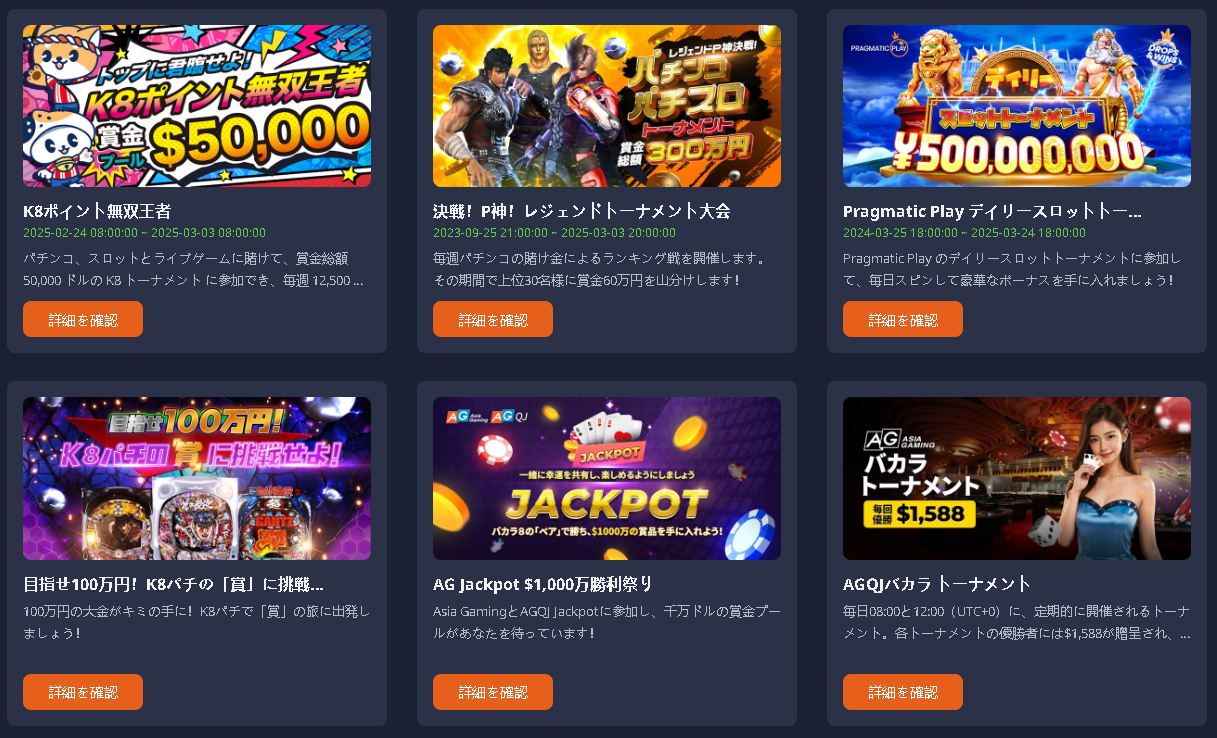 トップに君臨せよ!
K8ポイント無双王者
賞金
プール
$50,000
K8ポイント無双王者
2025-02-24 08:00:00 ~ 2025-03-03 08:00:00
パチンコ、スロットとライブゲームに賭けて、賞金総額
50,000 ドルの K8 トーナメント に参加でき、毎週 12,500 ...
詳細を確認
レジェンドP神決戦!
パチンコ
パチスロ
トーナメント
賞金
総額
300万円
決戦！P神！レジェンドトーナメント大会
2023-09-25 21:00:00 ~ 2025-03-03 20:00:00
毎週パチンコの賭け金によるランキング戦を開催します。
その期間で上位30名様に賞金60万円を山分けします！
詳細を確認
PRAGMATIC PLAY
DROPS
& WINS
デイリー
スロットトーナメント
¥500,000,000
Pragmatic Play デイリースロットトー...
2024-03-25 18:00:00 ~ 2025-03-24 18:00:00
Pragmatic Play のデイリースロットトーナメントに参加し
て、毎日スピンして豪華なボーナスを手に入れましょう！
詳細を確認
目指せ100万円!
K8パチの賞に挑戦せよ!
GANTZ
目指せ100万円！K8パチの「賞」に挑戦...
100万円の大金がキミの手に！K8パチで「賞」の旅に出発し
ましょう！
詳細を確認
AG Asia Gaming AG QJ
JACKPOT
一緒に幸運を共有し、楽しめるようにしましょう
JACKPOT
バカラ8の「ペア」で勝ち、$1000万の賞品を手に入れよう!
AG Jackpot $1,000万勝利祭り
Asia GamingとAGQJ Jackpotに参加し、千万ドルの賞金プー
ルがあなたを待っています！
詳細を確認
AG ASIA GAMING
バカラ
トーナメント
毎回
優勝
$1,588
AGQJバカラ トーナメント
毎日08:00と12:00（UTC+0）に、定期的に開催されるトーナ
メント。各トーナメントの優勝者には$1,588が贈呈され、...
詳細を確認